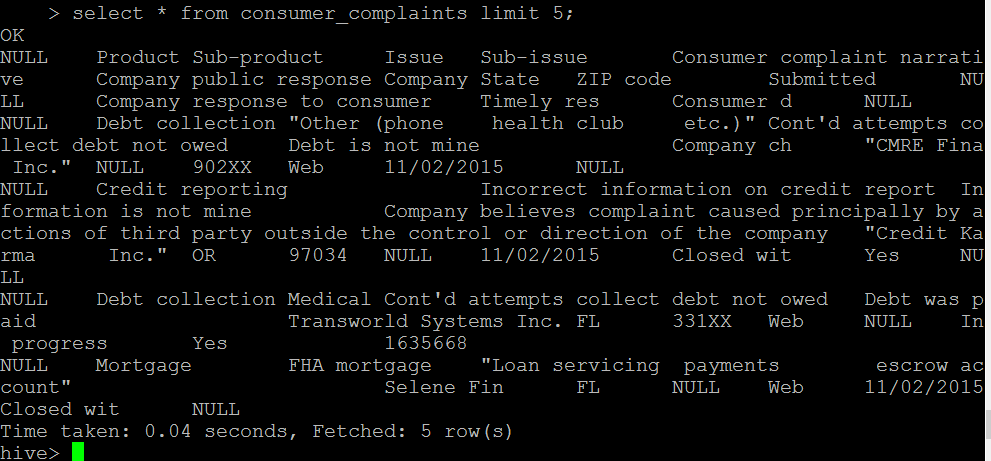 > select * from consumer_complaints limit 5;
OK
NULL    Product Sub-product     Issue   Sub-issue       Consumer complaint narrati
ve      Company public response Company State   ZIP code        Submitted       NU
LL      Company response to consumer    Timely res      Consumer d      NULL
NULL    Debt collection "Other (phone    health club     etc.)" Cont'd attempts co
llect debt not owed     Debt is not mine                Company ch      "CMRE Fina
 Inc."  NULL    902XX   Web     11/02/2015      NULL
NULL    Credit reporting                Incorrect information on credit report  In
formation is not mine           Company believes complaint caused principally by a
ctions of third party outside the control or direction of the company   "Credit Ka
rma      Inc."  OR      97034   NULL    11/02/2015      Closed wit      Yes     NU
LL
NULL    Debt collection Medical Cont'd attempts collect debt not owed   Debt was p
aid                     Transworld Systems Inc. FL      331XX   Web     NULL    In
 progress       Yes             1635668
NULL    Mortgage        FHA mortgage    "Loan servicing  payments        escrow ac
count"                          Selene Fin      FL      NULL    Web     11/02/2015
Closed wit      NULL
Time taken: 0.04 seconds, Fetched: 5 row(s)
hive>